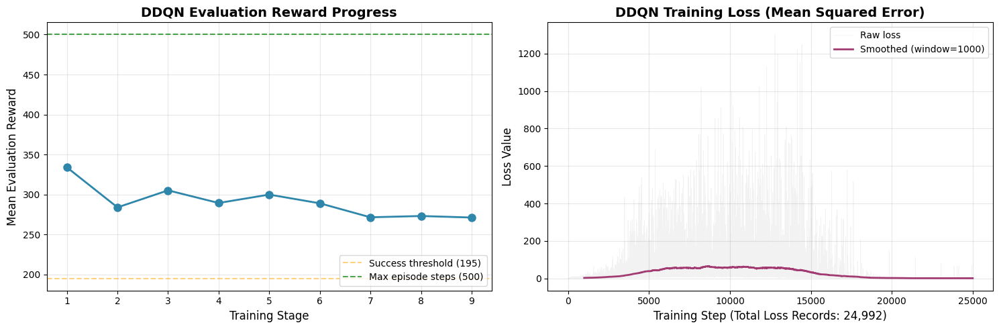 DDQN Evaluation Reward Progress
Mean Evaluation Reward
500
450
400
350
300
250
200
Success threshold (195)
Max episode steps (500)
1 2 3 4 5 6 7 8 9
Training Stage
DDQN Training Loss (Mean Squared Error)
Loss Value
1200
1000
800
600
400
200
0
Raw loss
Smoothed (window=1000)
0 5000 10000 15000 20000 25000
Training Step (Total Loss Records: 24,992)